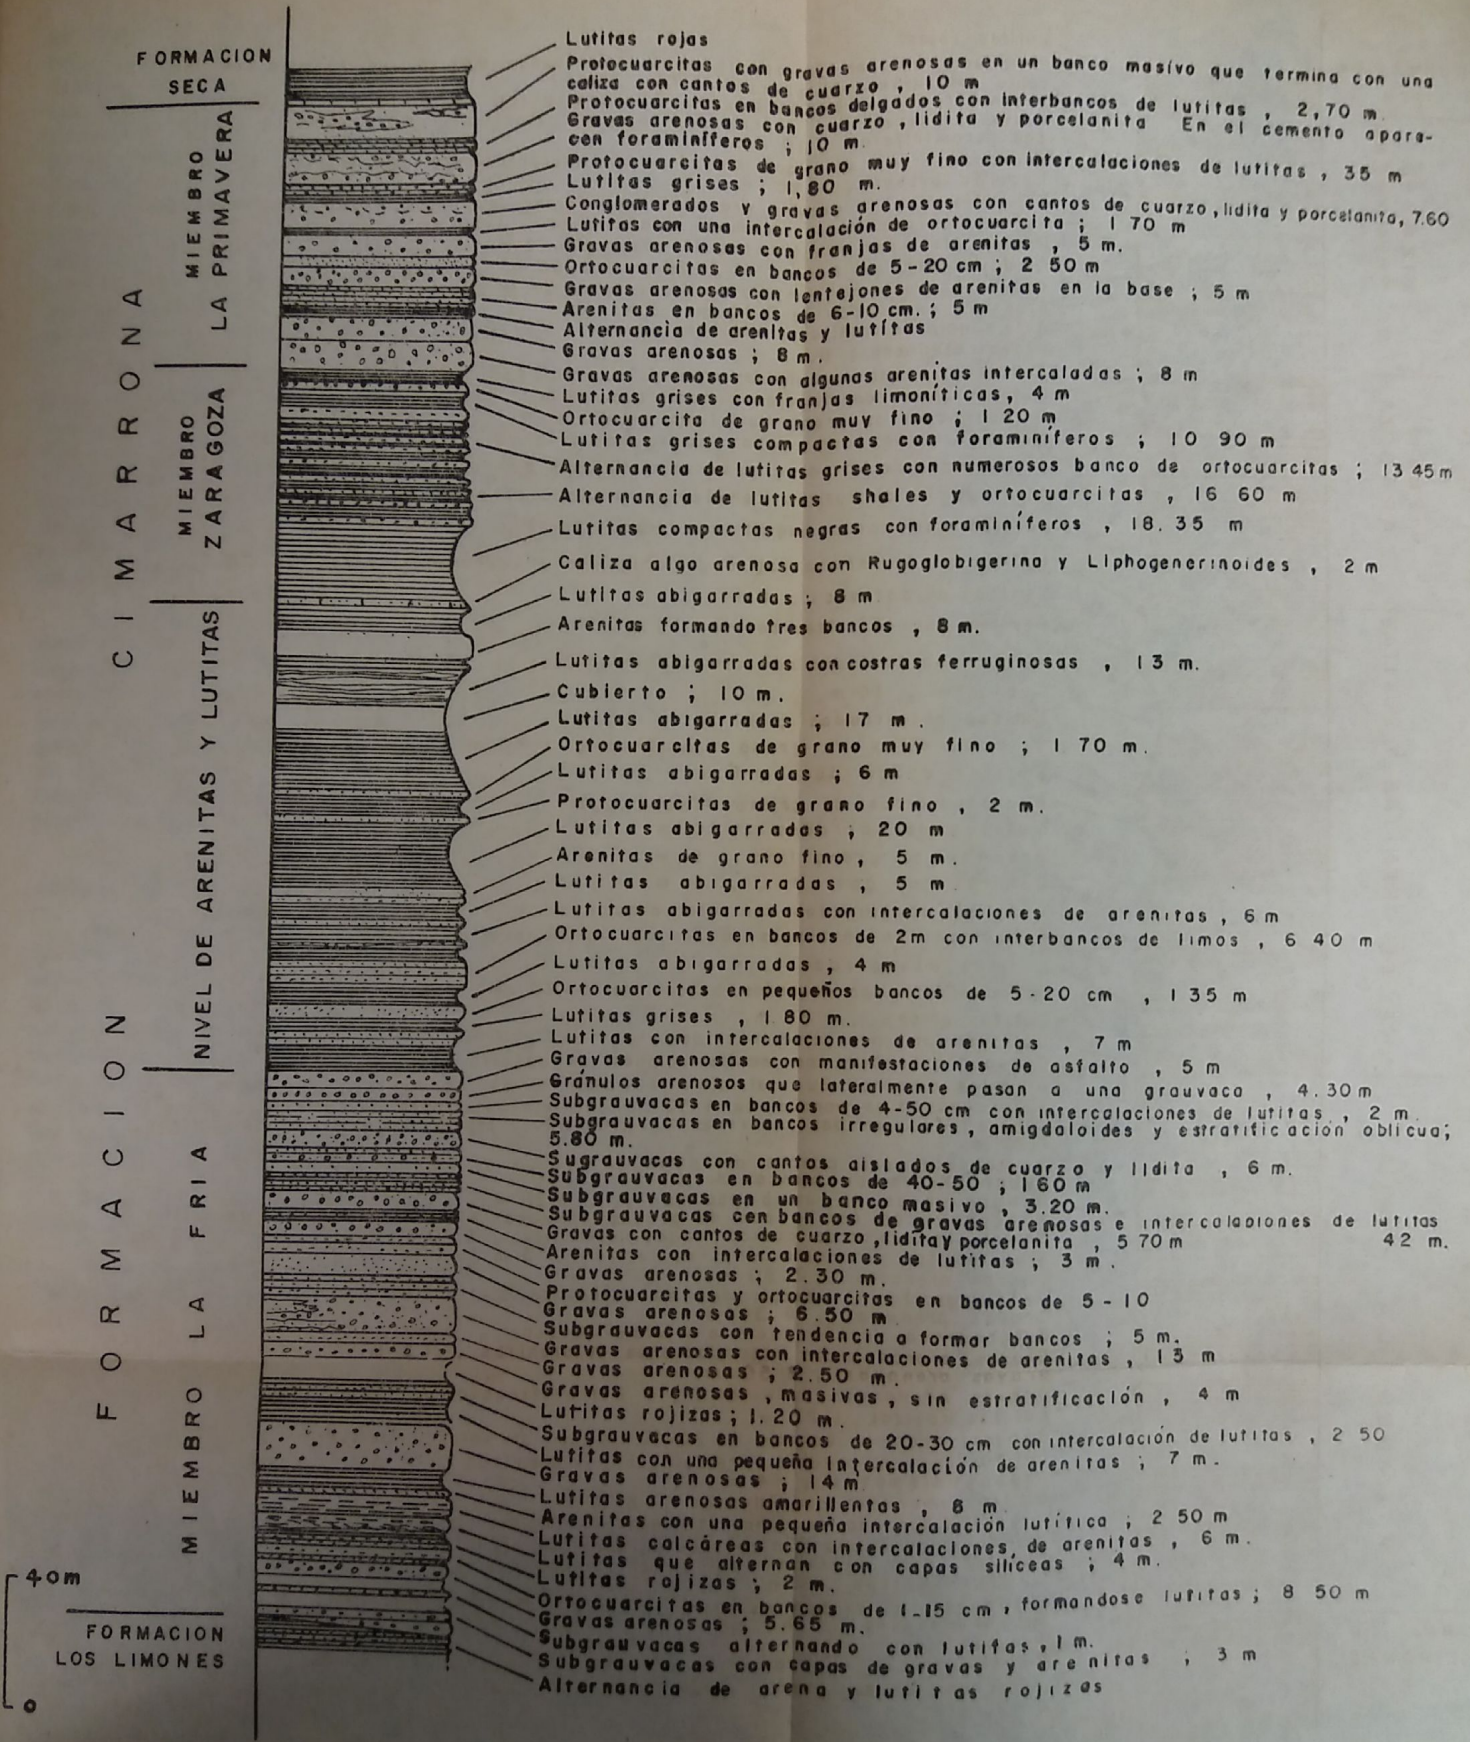 FORMACION
SECA
MIEMBRO
LA PRIMAVERA
MIEMBRO
ZARAGOZA
NIVEL DE ARENITAS Y LUTITAS
MIEMBRO LA FRIA
FORMACION CIMARRONA
40m
0
FORMACION
LOS LIMONES
Lutitas rojas
Protocuarcitas con gravas arenosas en un banco masivo que termina con una
caliza con cantos de cuarzo , 10 m
Protocuarcitas en bancos delgados con interbancos de lutitas , 2,70 m.
Gravas arenosas con cuarzo , lidita y porcelanita En el cemento apare-
cen foraminíferos ; 10 m.
Protocuarcitas de grano muy fino con intercalaciones de lutitas , 35 m
Lutitas grises ; 1,80 m.
Conglomerados y gravas arenosas con cantos de cuarzo, lidita y porcelanita, 7.60
Lutitas con una intercalación de ortocuarcita ; 1 70 m
Gravas arenosas con franjas de arenitas , 5 m.
Ortocuarcitas en bancos de 5-20 cm ; 2 50 m
Gravas arenosas con lentejones de arenitas en la base ; 5 m
Arenitas en bancos de 6-10 cm. ; 5 m
Alternancia de arenitas y lutitas
Gravas arenosas ; 8 m.
Gravas arenosas con algunas arenitas intercaladas ; 8 m
Lutitas grises con franjas limoníticas, 4 m
Ortocuarcita de grano muy fino ; 1 20 m
Lutitas grises compactas con foraminíferos ; 10 90 m
Alternancia de lutitas grises con numerosos banco de ortocuarcitas ; 13 45 m
Alternancia de lutitas shales y ortocuarcitas , 16 60 m
Lutitas compactas negras con foraminíferos , 18.35 m
Caliza algo arenosa con Rugoglobigerina y Liphogenerinoides , 2 m
Lutitas abigarradas ; 8 m
Arenitas formando tres bancos , 8 m.
Lutitas abigarradas con costras ferruginosas , 13 m.
Cubierto ; 10 m.
Lutitas abigarradas ; 17 m .
Ortocuarcitas de grano muy fino ; 1 70 m.
Lutitas abigarradas ; 6 m
Protocuarcitas de grano fino , 2 m.
Lutitas abigarradas ; 20 m
Arenitas de grano fino , 5 m.
Lutitas abigarradas , 5 m
Lutitas abigarradas con intercalaciones de arenitas , 6 m
Ortocuarcitas en bancos de 2m con interbancos de limos , 6 40 m
Lutitas abigarradas , 4 m
Ortocuarcitas en pequeños bancos de 5-20 cm , 1 35 m
Lutitas grises , 1 80 m.
Lutitas con intercalaciones de arenitas , 7 m
Gravas arenosas con manifestaciones de asfalto , 5 m
Gránulos arenosos que lateralmente pasan a una grauvaca , 4.30 m
Subgrauvacas en bancos de 4-50 cm con intercalaciones de lutitas , 2 m.
Subgrauvacas en bancos irregulares , amigdaloides y estratificación oblicua;
5.80 m.
Sugrauvacas con cantos aislados de cuarzo y lidita , 6 m.
Subgrauvacas en bancos de 40-50 ; 1 60 m
Subgrauvacas en un banco masivo , 3.20 m.
Subgrauvacas con bancos de gravas arenosas e intercalaciones de lutitas
42 m.
Gravas con cantos de cuarzo , lidita y porcelanita , 5 70 m
Arenitas con intercalaciones de lutitas ; 3 m .
Gravas arenosas ; 2.30 m.
Protocuarcitas y ortocuarcitas en bancos de 5 - 10
Gravas arenosas ; 6.50 m
Subgrauvacas con tendencia a formar bancos ; 5 m.
Gravas arenosas con intercalaciones de arenitas , 13 m
Gravas arenosas ; 2.50 m.
Gravas arenosas , masivas , sin estratificación , 4 m
Lutitas rojizas ; 1.20 m.
Subgrauvacas en bancos de 20-30 cm con intercalación de lutitas , 2 50
Lutitas con una pequeña intercalación de arenitas ; 7 m.
Gravas arenosas ; 14 m
Lutitas arenosas amarillentas , 8 m
Arenitas con una pequeña intercalación lutítica ; 2 50 m
Lutitas calcáreas con intercalaciones de arenitas , 6 m.
Lutitas que alternan con capas silíceas ; 4 m.
Lutitas rojizas ; 2 m.
Ortocuarcitas en bancos de 1-15 cm , formandose lutitas ; 8 50 m
Gravas arenosas ; 5.65 m.
Subgrauvacas alternando con lutitas , 1 m.
Subgrauvacas con capas de gravas y arenitas ; 3 m
Alternancia de arena y lutitas rojizas